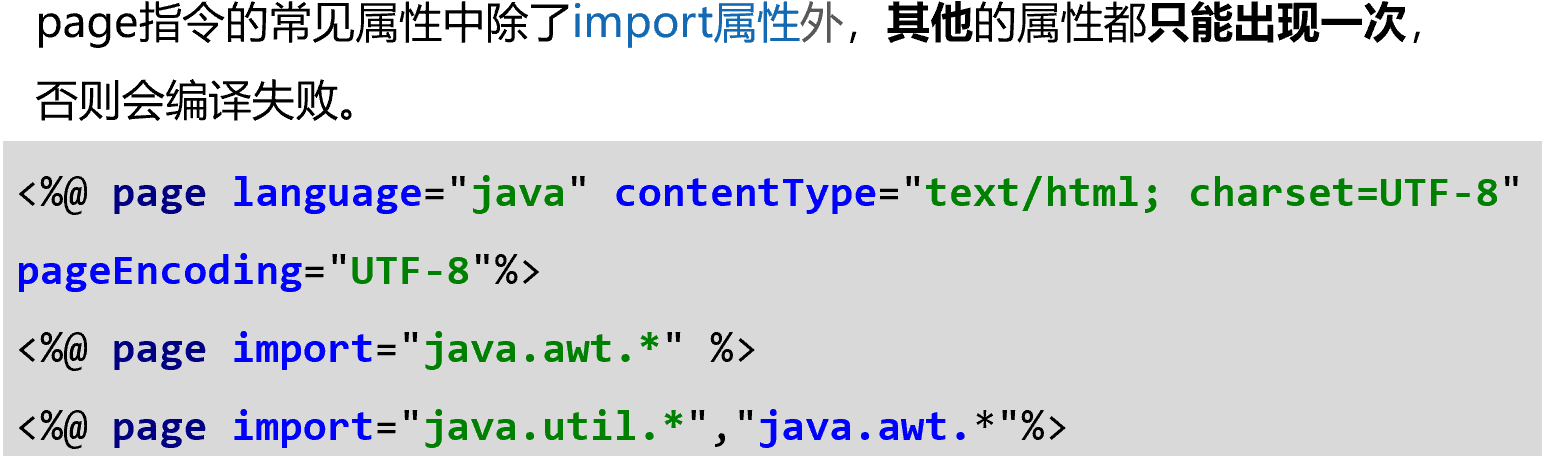 page指令的常见属性中除了import属性外，其他的属性都只能出现一次，
否则会编译失败。
<%@ page language="java" contentType="text/html; charset=UTF-8"
pageEncoding="UTF-8"%>
<%@ page import="java.awt.*" %>
<%@ page import="java.util.*","java.awt.*"%>